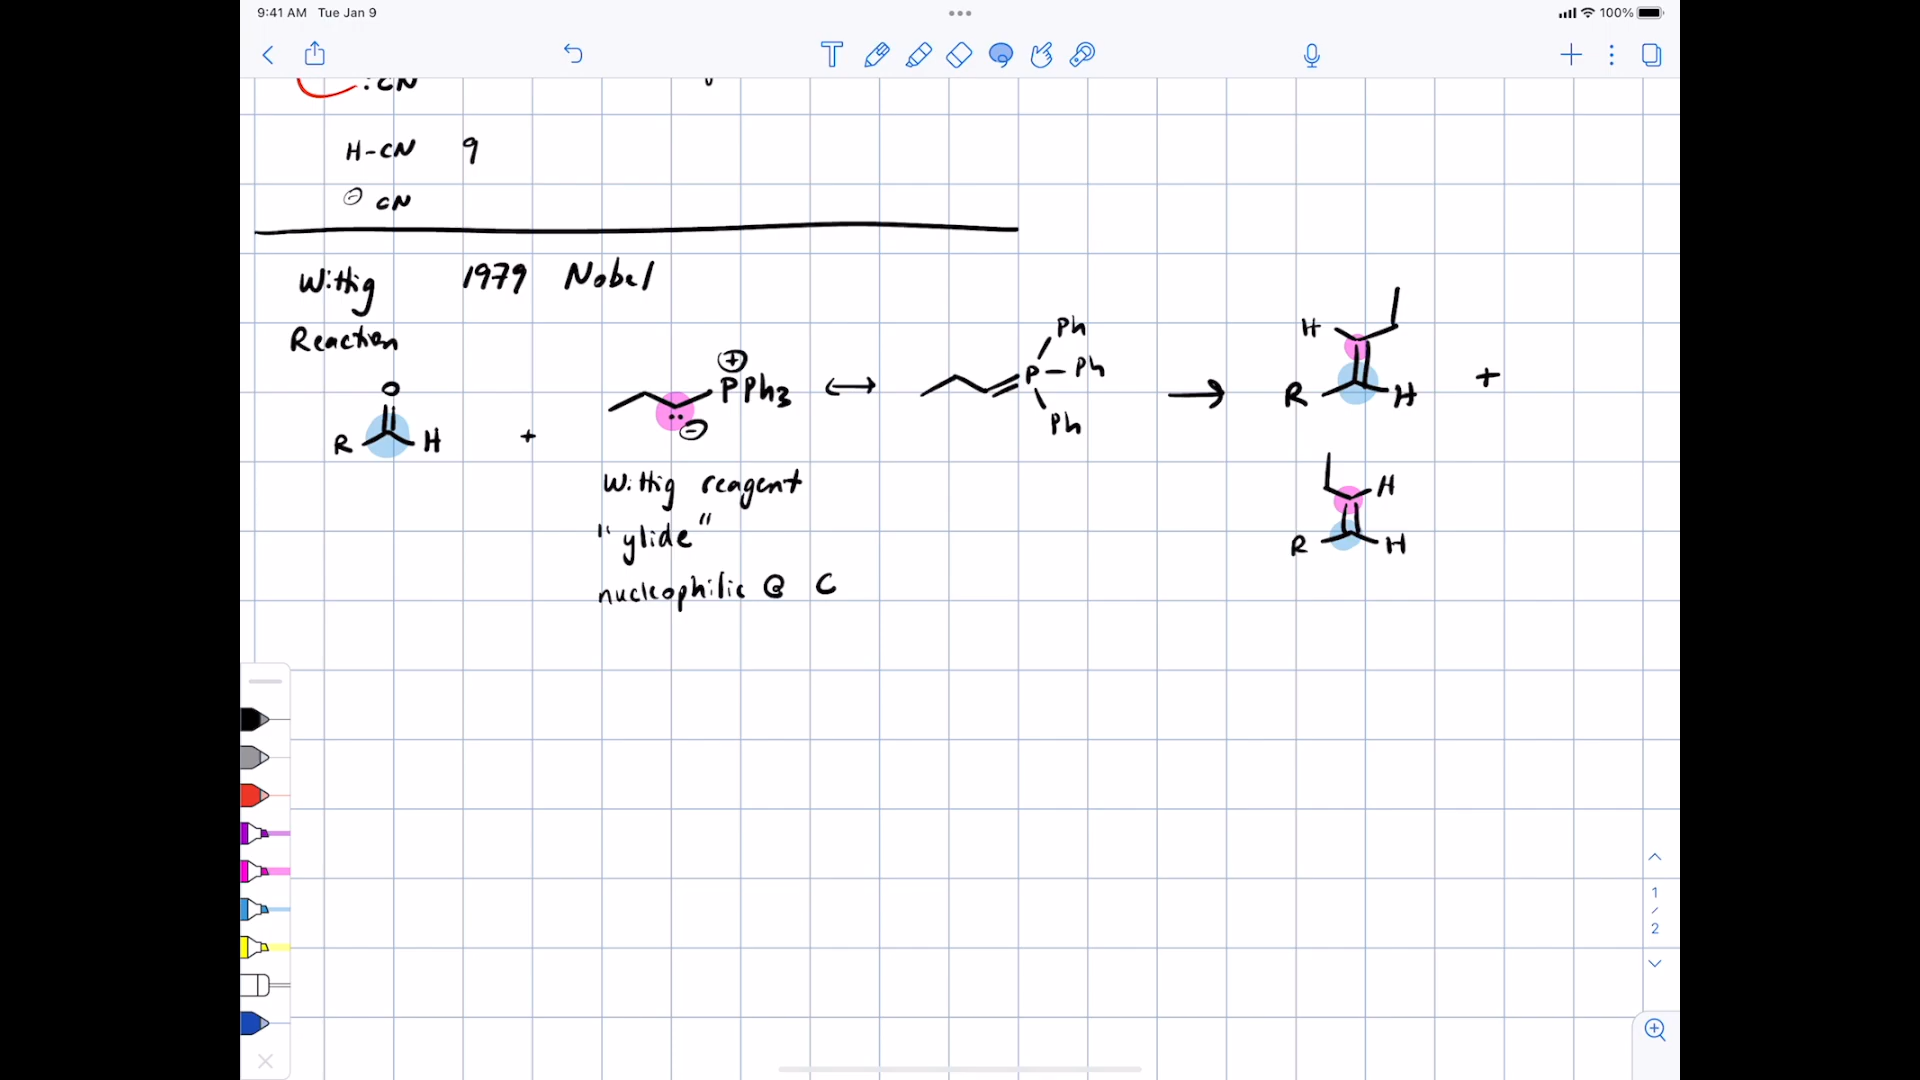 9:41 AM Tue Jan 9
100%
:CN
H-CN 9
⊖ CN
Wittig 1979 Nobel
Reaction
O
R H
+
⊕
PPh3
⊖
Ph
P - Ph
Ph
H
R H
+
H
R H
Wittig reagent
"ylide"
nucleophilic @ C
1
/
2